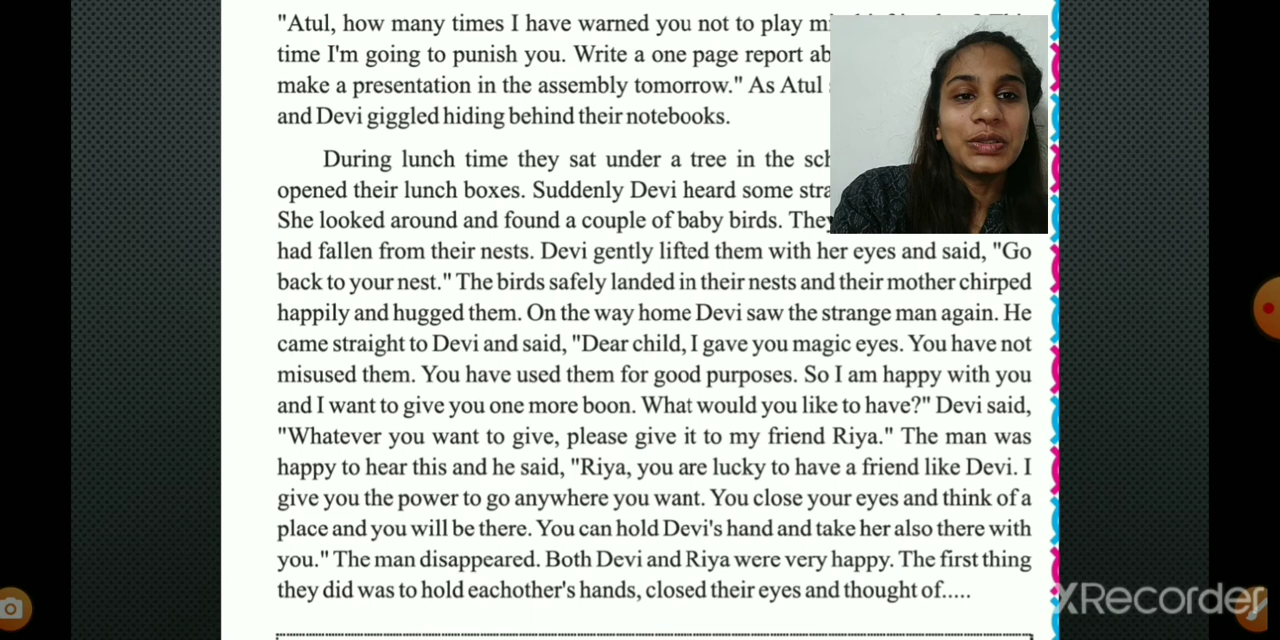 "Atul, how many times I have warned you not to play
time I'm going to punish you. Write a one page report
make a presentation in the assembly tomorrow." As Atul
and Devi giggled hiding behind their notebooks.
During lunch time they sat under a tree in the
opened their lunch boxes. Suddenly Devi heard some
She looked around and found a couple of baby birds. They
had fallen from their nests. Devi gently lifted them with her eyes and said, "Go
back to your nest." The birds safely landed in their nests and their mother chirped
happily and hugged them. On the way home Devi saw the strange man again. He
came straight to Devi and said, "Dear child, I gave you magic eyes. You have not
misused them. You have used them for good purposes. So I am happy with you
and I want to give you one more boon. What would you like to have?" Devi said,
"Whatever you want to give, please give it to my friend Riya." The man was
happy to hear this and he said, "Riya, you are lucky to have a friend like Devi. I
give you the power to go anywhere you want. You close your eyes and think of a
place and you will be there. You can hold Devi's hand and take her also there with
you." The man disappeared. Both Devi and Riya were very happy. The first thing
they did was to hold eachother's hands, closed their eyes and thought of.....
XRecorder